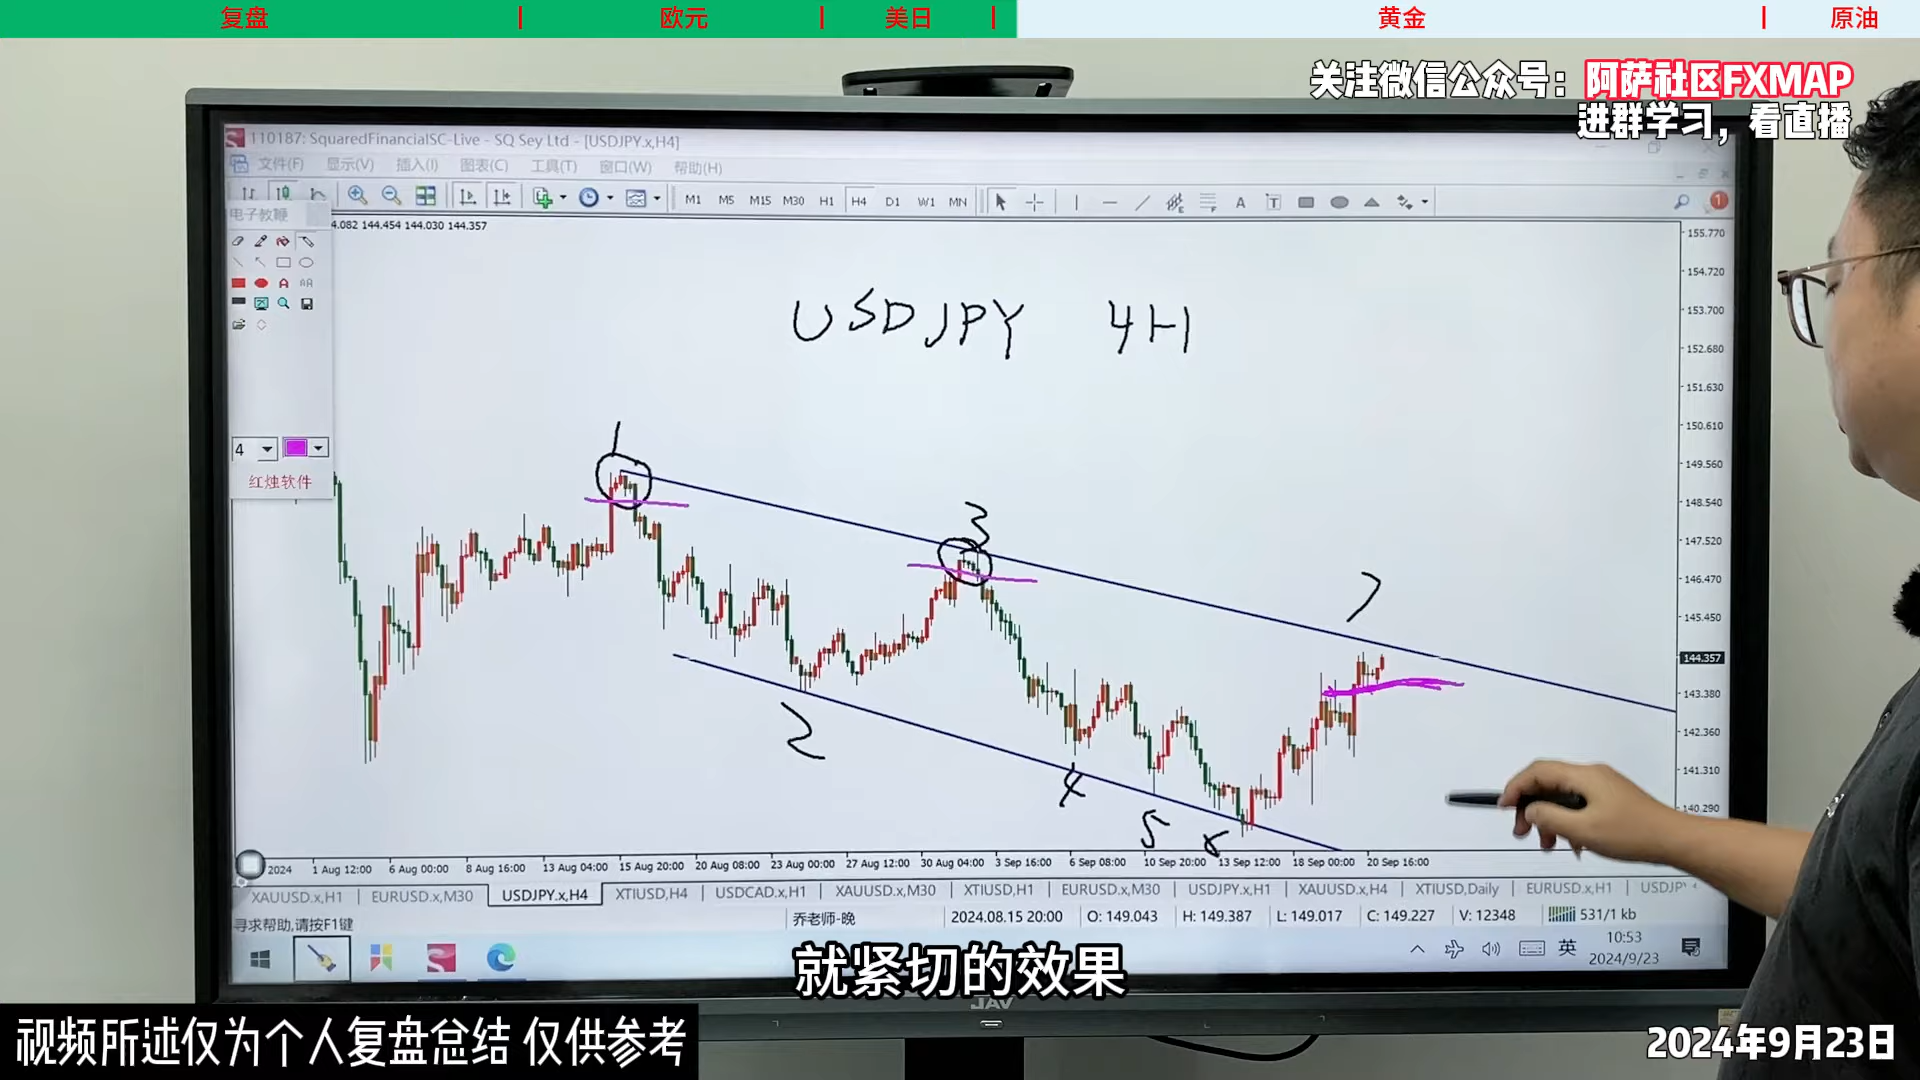 复盘 | 欧元 | 美日 | 黄金 | 原油
关注微信公众号：阿萨社区FXMAP
进群学习，看直播
110187: SquaredFinancialSC-Live - SQ Sey Ltd - [USDJPY.x,H4]
文件(F) 显示(V) 插入(I) 图表(C) 工具(T) 窗口(W) 帮助(H)
M1 M5 M15 M30 H1 H4 D1 W1 MN
电子教鞭
4.082 144.454 144.030 144.357
USDJPY 4H
4
红烛软件
1
3
7
2
4
5
6
155.770
154.720
153.700
152.680
151.630
150.610
149.560
148.540
147.520
146.470
145.450
144.357
143.380
142.360
141.310
140.290
2024 1 Aug 12:00 6 Aug 00:00 8 Aug 16:00 13 Aug 04:00 15 Aug 20:00 20 Aug 08:00 23 Aug 00:00 27 Aug 12:00 30 Aug 04:00 3 Sep 16:00 6 Sep 08:00 10 Sep 20:00 13 Sep 12:00 18 Sep 00:00 20 Sep 16:00
XAUUSD.x,H1 EURUSD.x,M30 USDJPY.x,H4 XTIUSD,H4 USDCAD.x,H1 XAUUSD.x,M30 XTIUSD,H1 EURUSD.x,M30 USDJPY.x,H1 XAUUSD.x,H4 XTIUSD,Daily EURUSD.x,H1 USDJP
寻求帮助,请按F1键 乔老师-晚 2024.08.15 20:00 O: 149.043 H: 149.387 L: 149.017 C: 149.227 V: 12348 531/1 kb
英 10:53
2024/9/23
就紧切的效果
JAV
视频所述仅为个人复盘总结 仅供参考
2024年9月23日